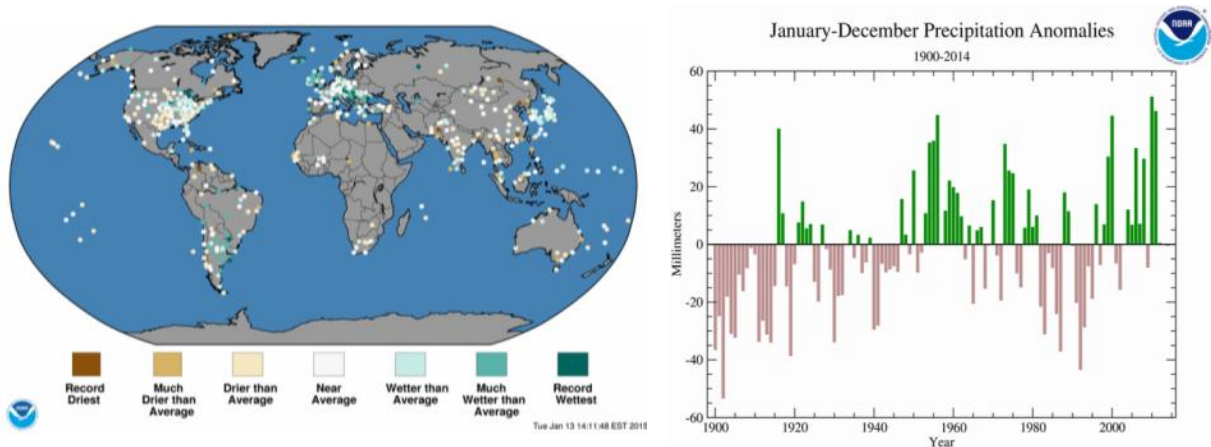 Record
Driest
Much
Drier than
Average
Drier than
Average
Near
Average
Wetter than
Average
Much
Wetter than
Average
Record
Wettest
Tue Jan 13 14:11:48 EST 2015
January-December Precipitation Anomalies
1900-2014
NOAA
60
40
20
0
-20
-40
-60
Millimeters
1900
1920
1940
1960
1980
2000
Year